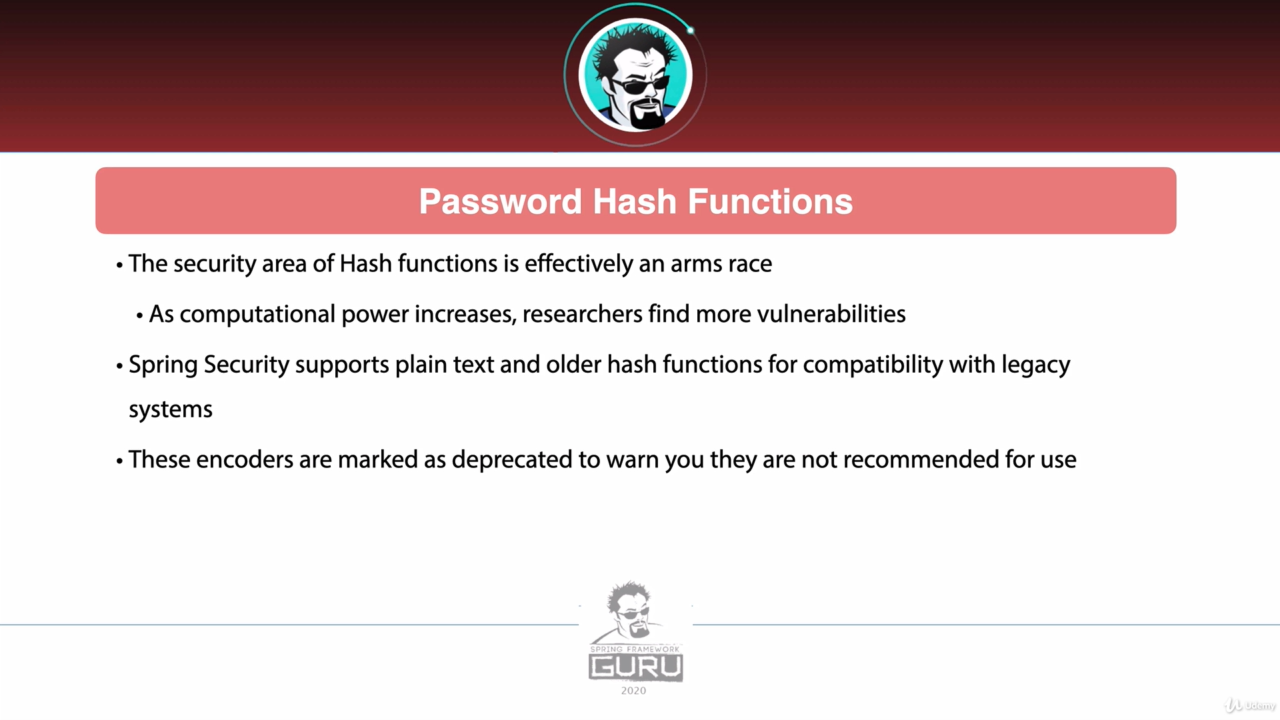 Password Hash Functions
• The security area of Hash functions is effectively an arms race
• As computational power increases, researchers find more vulnerabilities
• Spring Security supports plain text and older hash functions for compatibility with legacy
systems
• These encoders are marked as deprecated to warn you they are not recommended for use
SPRING FRAMEWORK
GURU
2020
Udemy